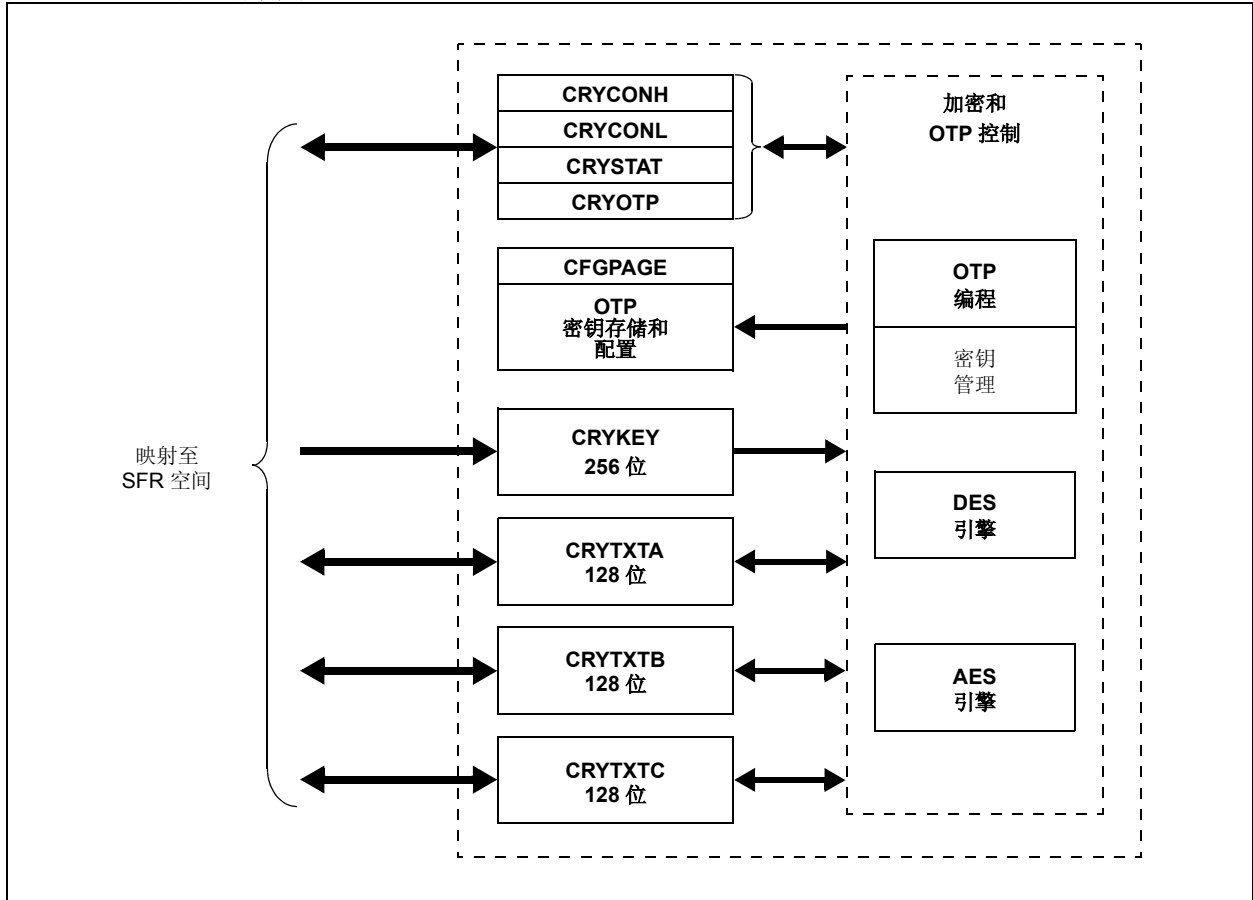 CRYCONH
CRYCONL
CRYSTAT
CRYOTP
CFGPAGE
OTP
密钥存储和
配置
CRYKEY
256 位
CRYTXTA
128 位
CRYTXTB
128 位
CRYTXTC
128 位
映射至
SFR 空间
加密和
OTP 控制
OTP
编程
密钥
管理
DES
引擎
AES
引擎